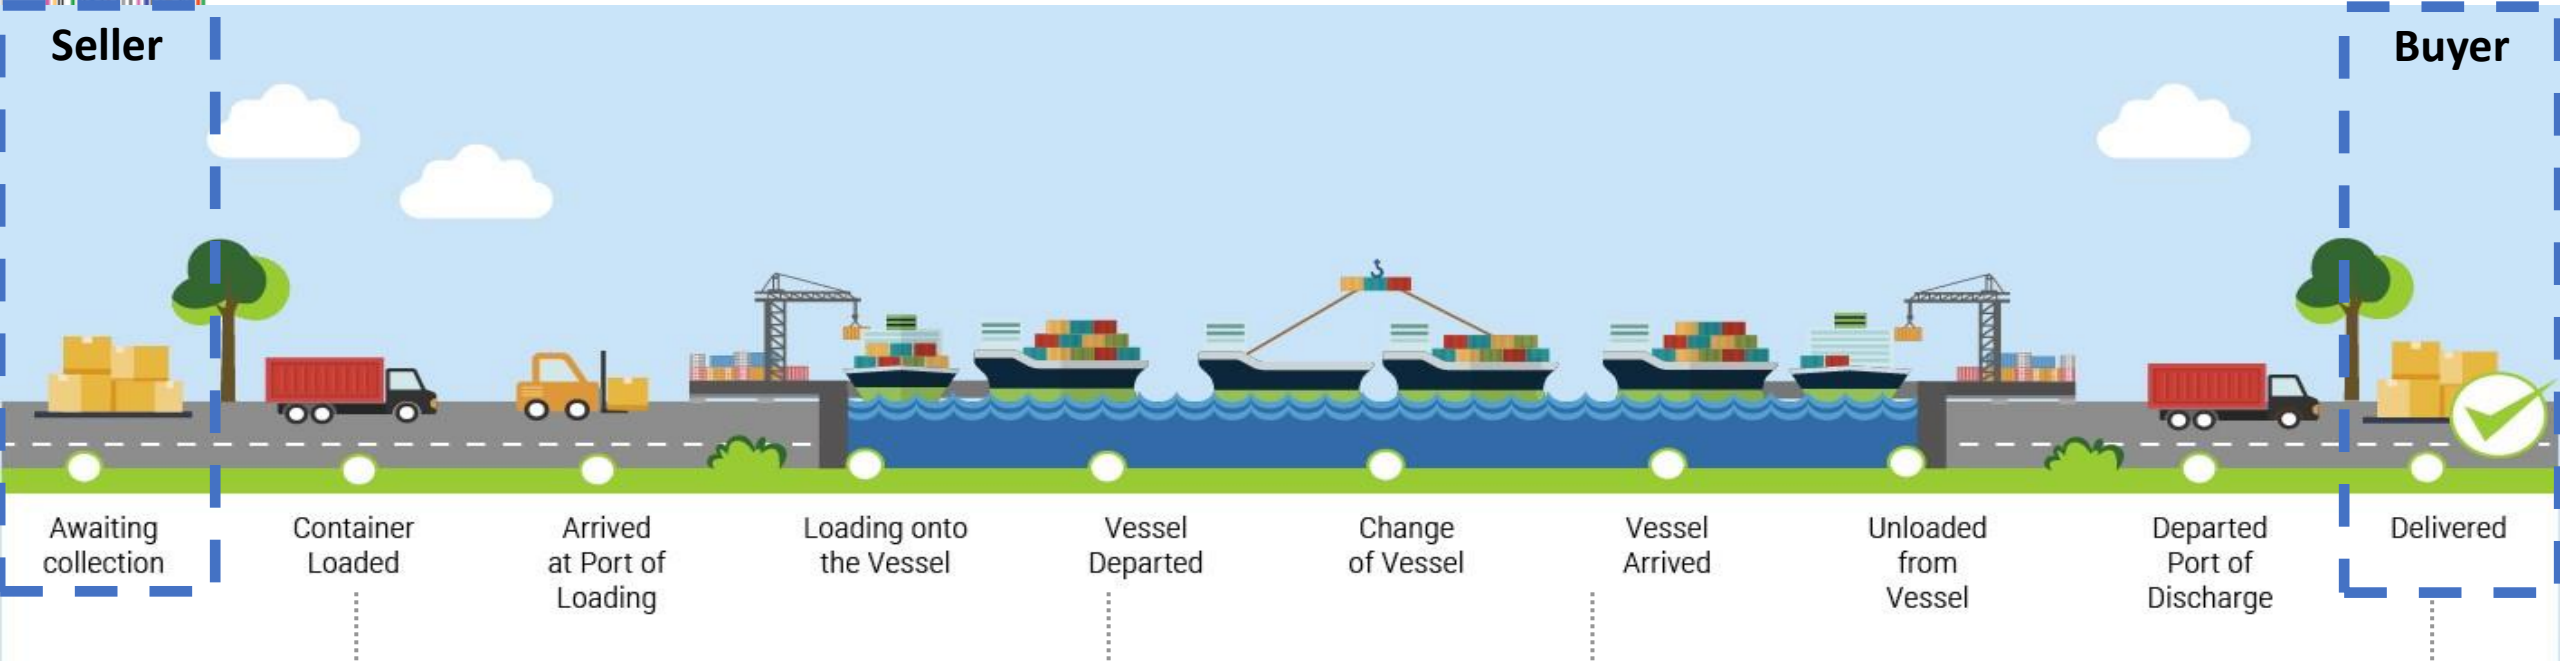 Seller
Buyer
Awaiting
collection
Container
Loaded
Arrived
at Port of
Loading
Loading onto
the Vessel
Vessel
Departed
Change
of Vessel
Vessel
Arrived
Unloaded
from
Vessel
Departed
Port of
Discharge
Delivered